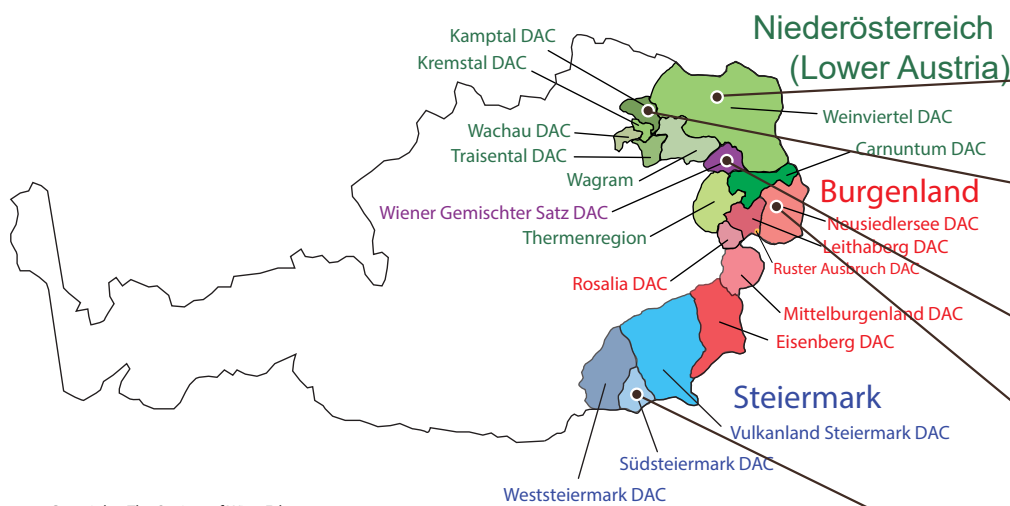 Niederösterreich
(Lower Austria)
Kamptal DAC
Kremstal DAC
Weinviertel DAC
Wachau DAC
Carnuntum DAC
Traisental DAC
Wagram
Burgenland
Wiener Gemischter Satz DAC
Neusiedlersee DAC
Thermenregion
Leithaberg DAC
Ruster Ausbruch DAC
Rosalia DAC
Mittelburgenland DAC
Eisenberg DAC
Steiermark
Vulkanland Steiermark DAC
Südsteiermark DAC
Weststeiermark DAC